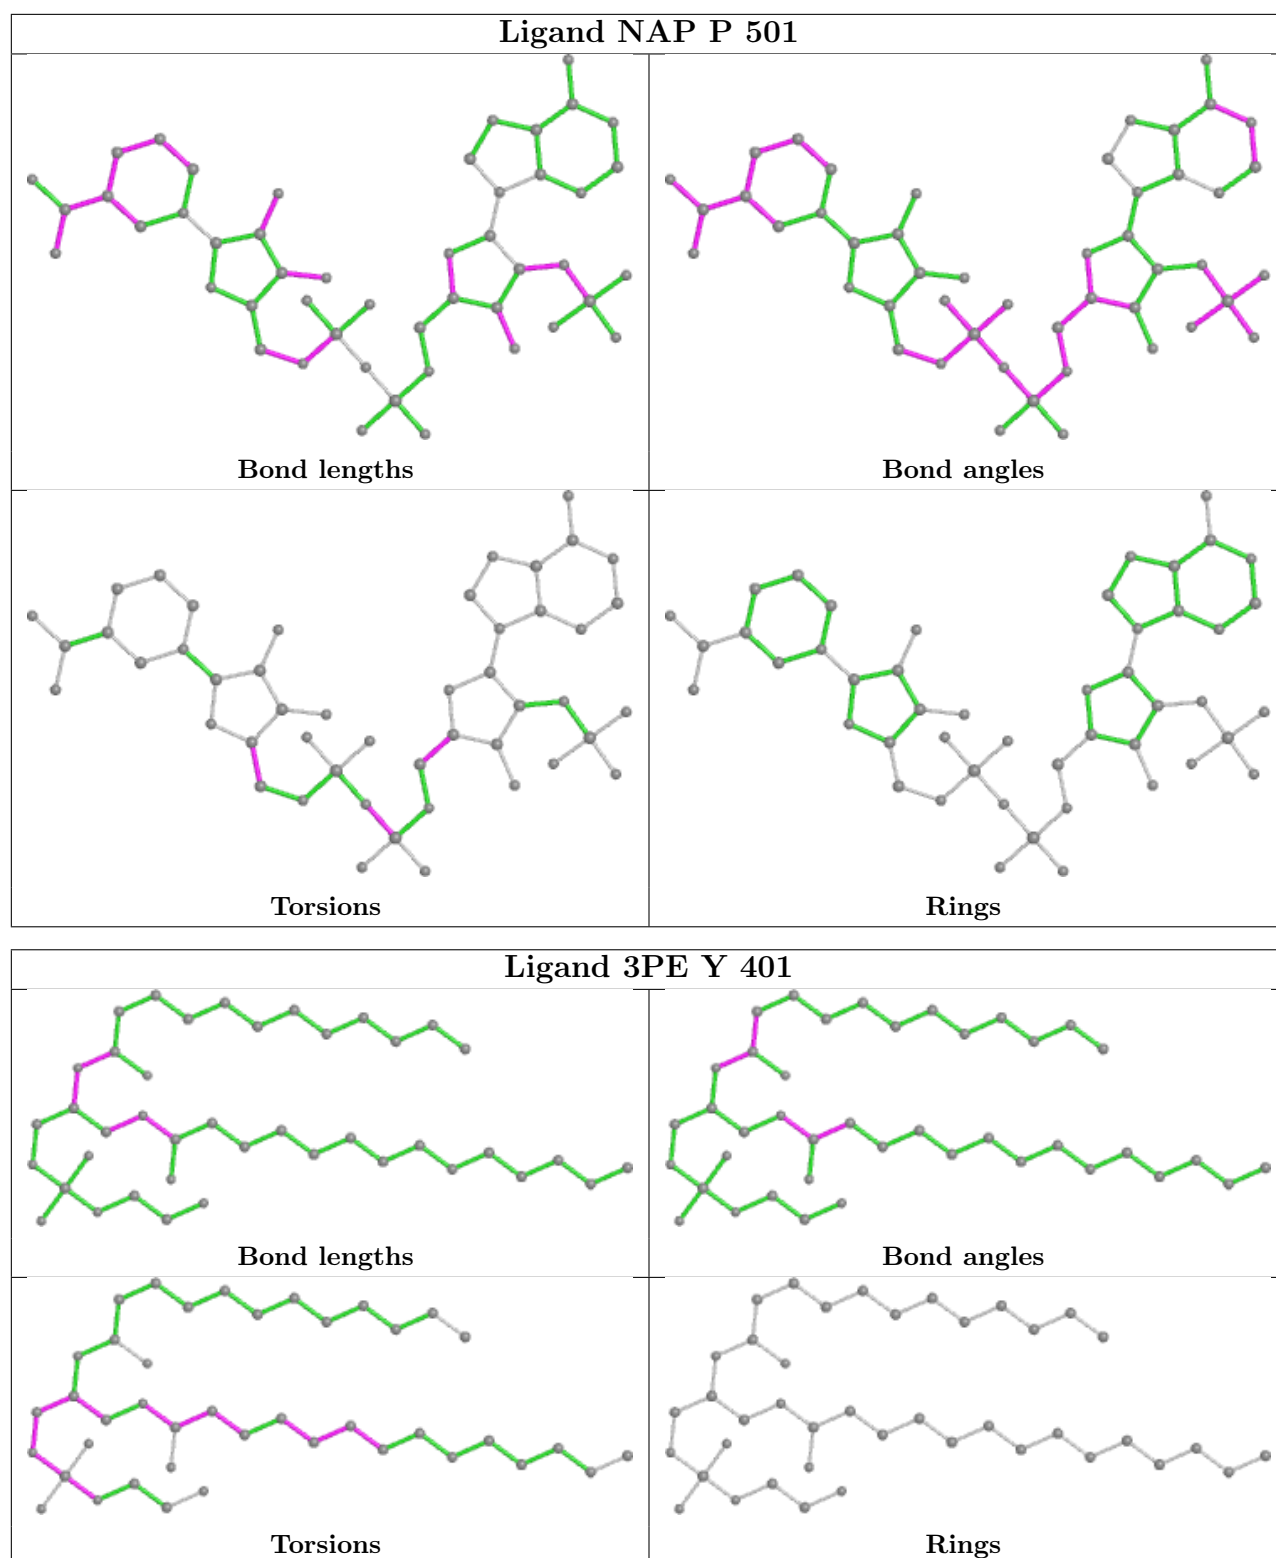 Ligand NAP P 501
Bond lengths
Bond angles
Torsions
Rings
Ligand 3PE Y 401
Bond lengths
Bond angles
Torsions
Rings